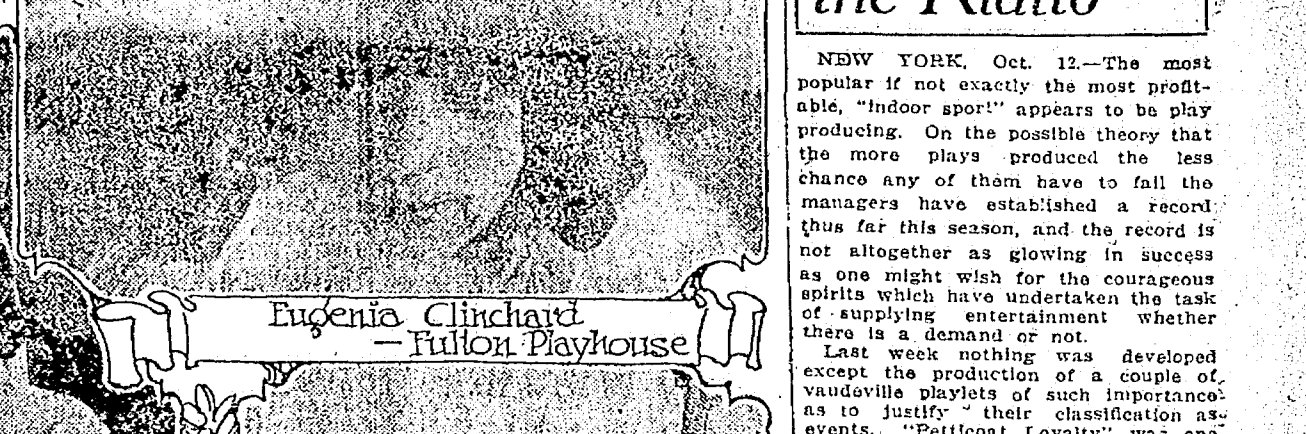 the Rialto
Eugenia Clinchard
— Fulton Playhouse
NEW YORK, Oct. 12.—The most
popular if not exactly the most profit-
able, "indoor sport" appears to be play
producing. On the possible theory that
the more plays produced the less
chance any of them have to fail the
managers have established a record
thus far this season, and the record is
not altogether as glowing in success
as one might wish for the courageous
spirits which have undertaken the task
of supplying entertainment whether
there is a demand or not.
Last week nothing was developed
except the production of a couple of
vaudeville playlets of such importance
as to justify their classification as
events. "Petticoat Loyalty" was one